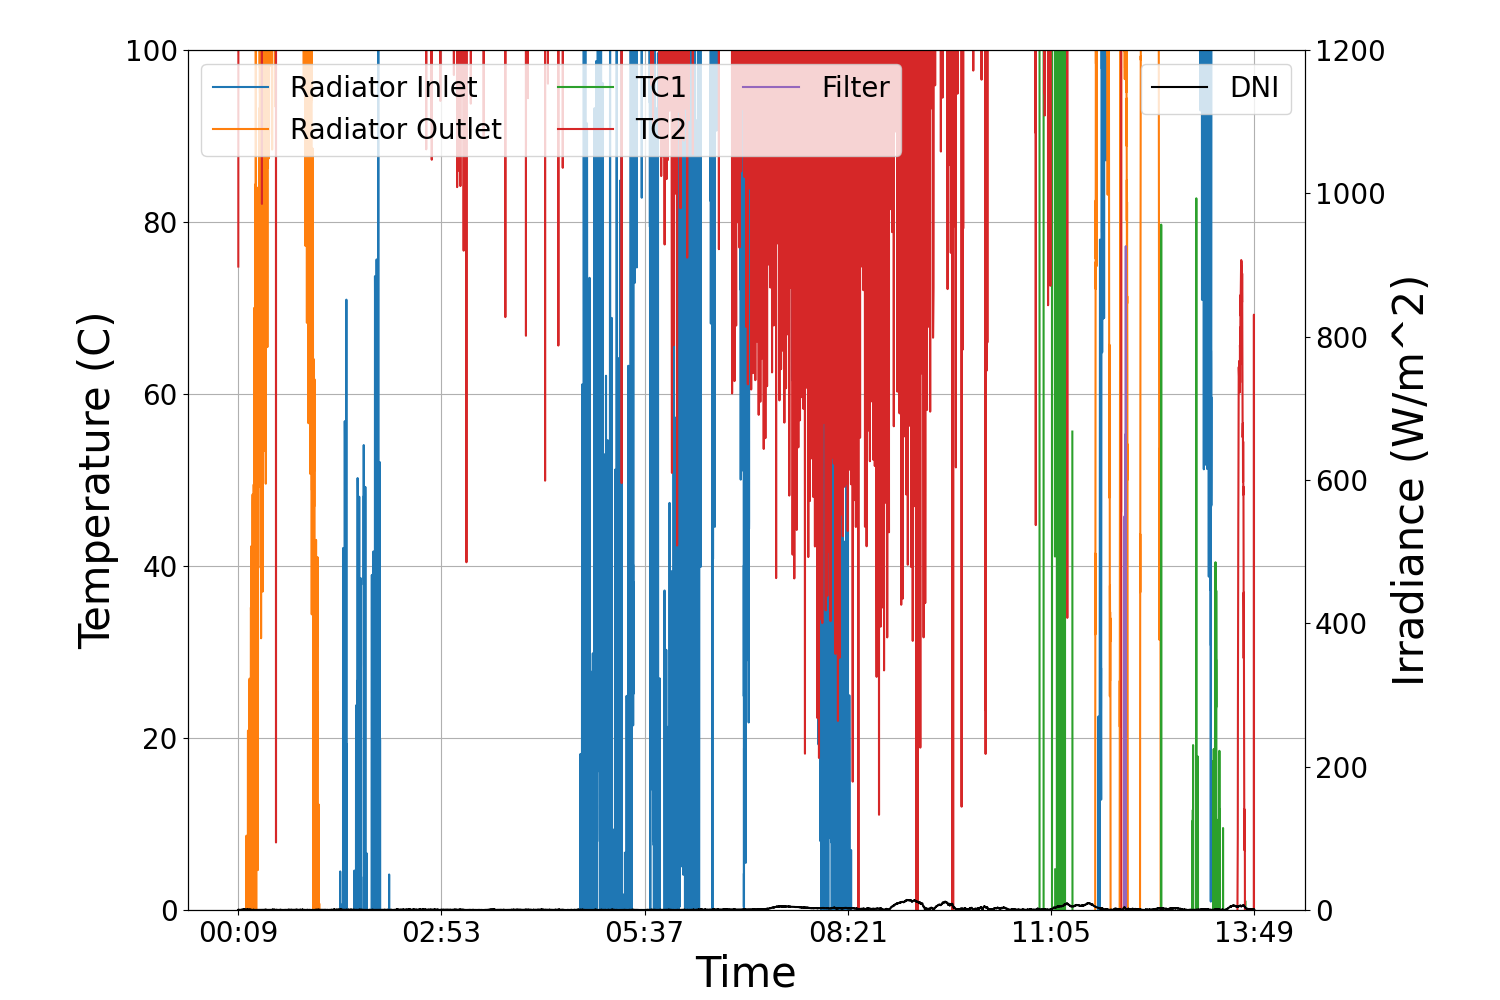 100
80
60
40
20
0
Temperature (C)
Radiator Inlet
Radiator Outlet
TC1
TC2
Filter
DNI
1200
1000
800
600
400
200
0
Irradiance (W/m^2)
00:09 02:53 05:37 08:21 11:05 13:49
Time